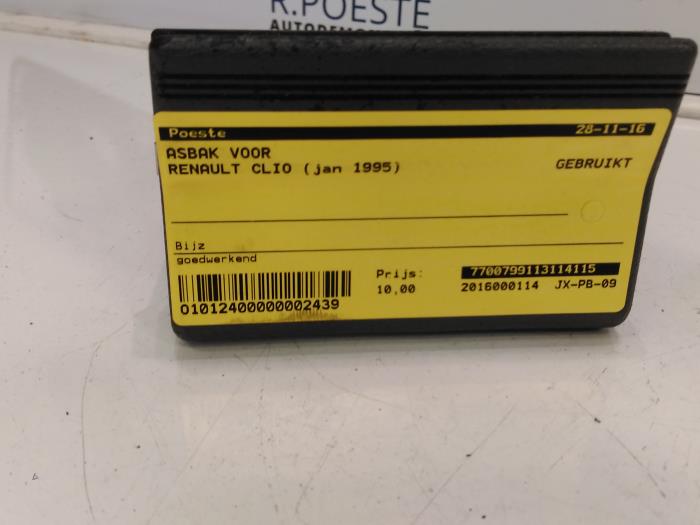 R.POESTE
Poeste 28-11-16
ASBAK VOOR
RENAULT CLIO (jan 1995) GEBRUIKT
Bijz
goedwerkend
Prijs: 7700799113114115
10,00 2016000114 JX-PB-09
01012400000002439